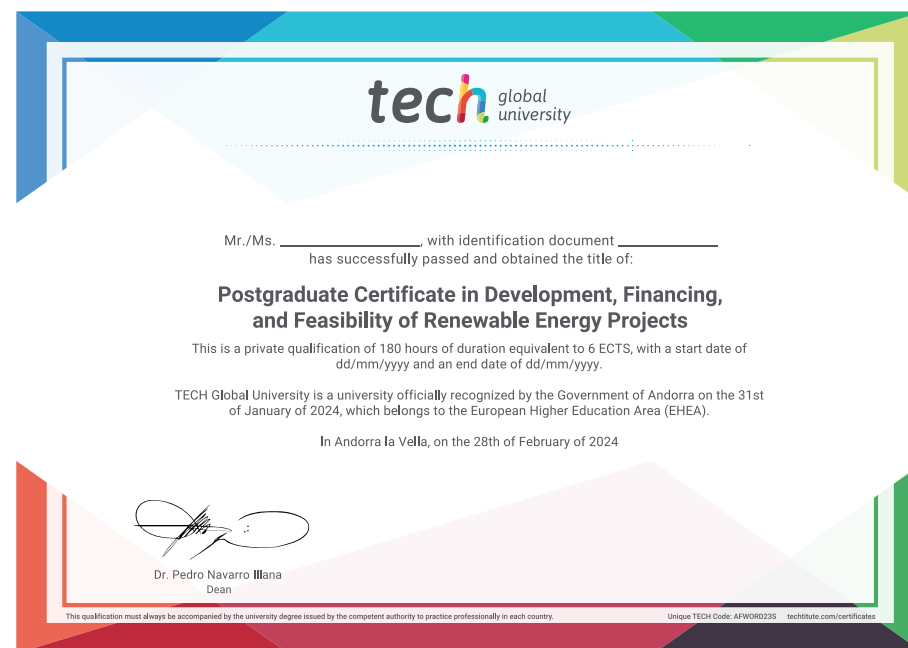 tech global
university
Mr./Ms. ____________________, with identification document ______________
has successfully passed and obtained the title of:
Postgraduate Certificate in Development, Financing,
and Feasibility of Renewable Energy Projects
This is a private qualification of 180 hours of duration equivalent to 6 ECTS, with a start date of
dd/mm/yyyy and an end date of dd/mm/yyyy.
TECH Global University is a university officially recognized by the Government of Andorra on the 31st
of January of 2024, which belongs to the European Higher Education Area (EHEA).
In Andorra la Vella, on the 28th of February of 2024
Dr. Pedro Navarro Illana
Dean
This qualification must always be accompanied by the university degree issued by the competent authority to practice professionally in each country. Unique TECH Code: AFWORD23S techtitute.com/certificates